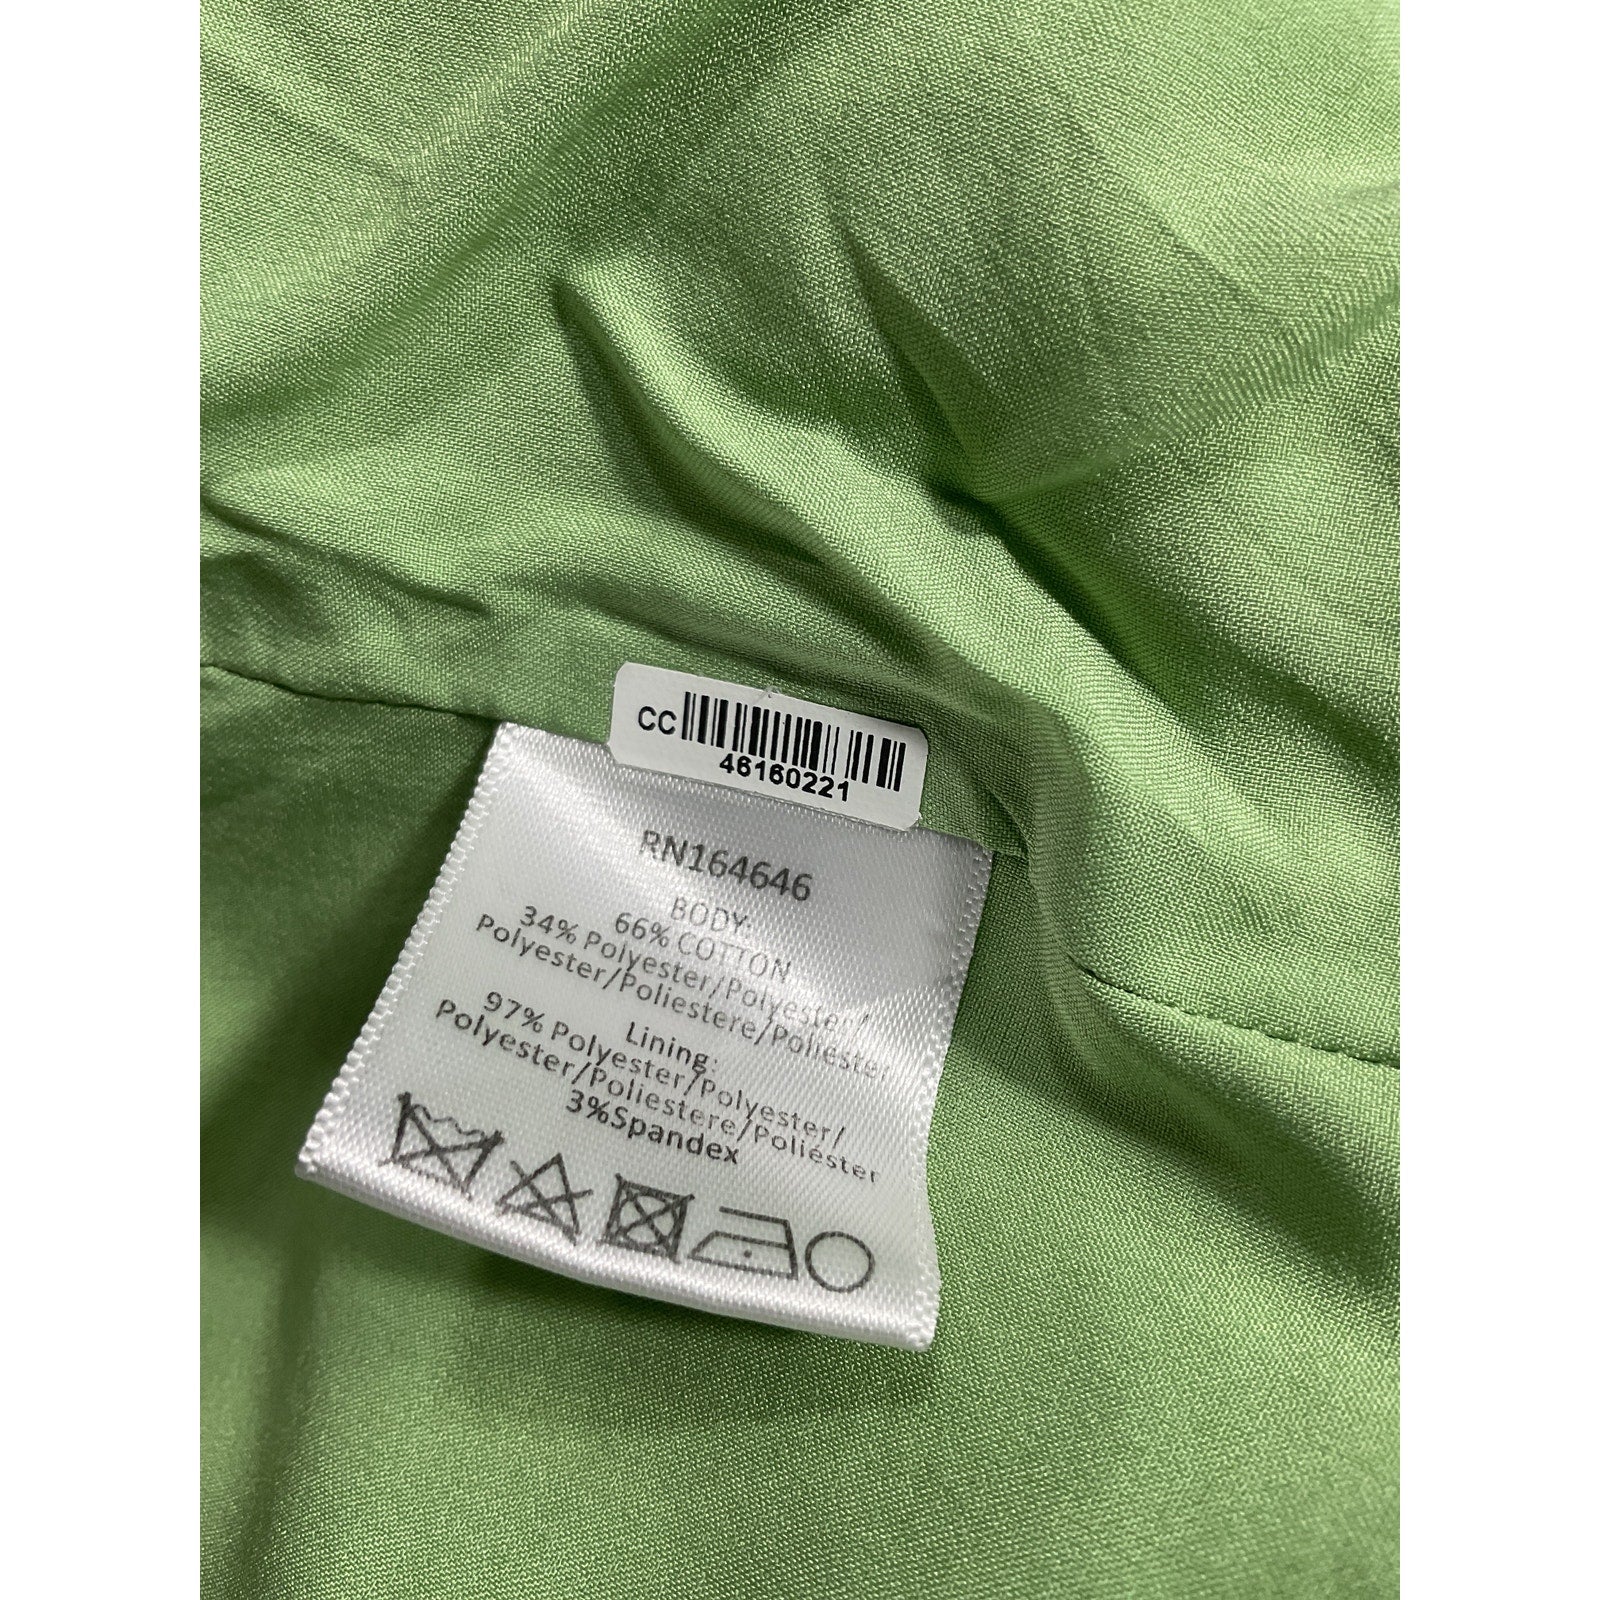 CC
46160221
RN164646
BODY:
66% COTTON
34% Polyester/Polyester/
Polyester/Poliestere/Poliéster
Lining:
97% Polyester/Polyester/
Polyester/Poliestere/Poliéster
3%Spandex